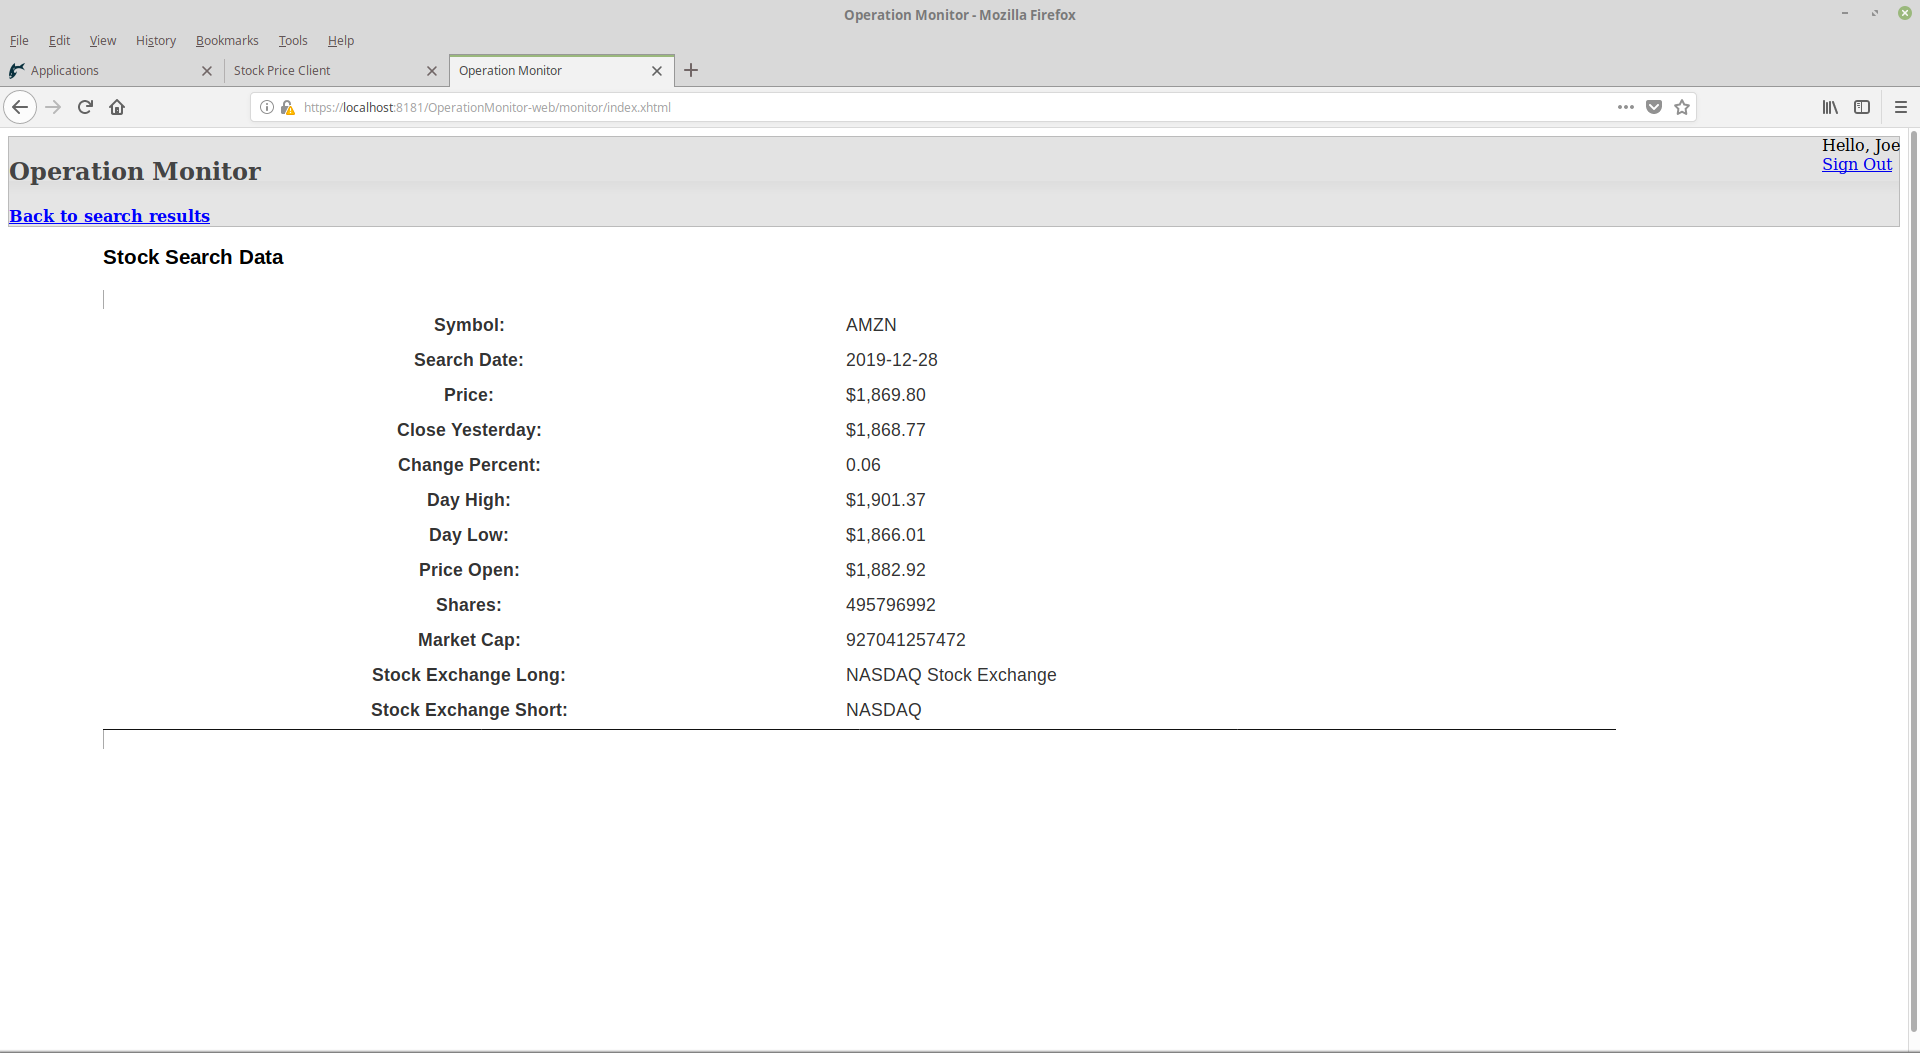 Operation Monitor - Mozilla Firefox
File Edit View History Bookmarks Tools Help
Applications Stock Price Client Operation Monitor
https://localhost:8181/OperationMonitor-web/monitor/index.xhtml
Hello, Joe
Operation Monitor Sign Out
Back to search results
Stock Search Data
Symbol: AMZN
Search Date: 2019-12-28
Price: $1,869.80
Close Yesterday: $1,868.77
Change Percent: 0.06
Day High: $1,901.37
Day Low: $1,866.01
Price Open: $1,882.92
Shares: 495796992
Market Cap: 927041257472
Stock Exchange Long: NASDAQ Stock Exchange
Stock Exchange Short: NASDAQ